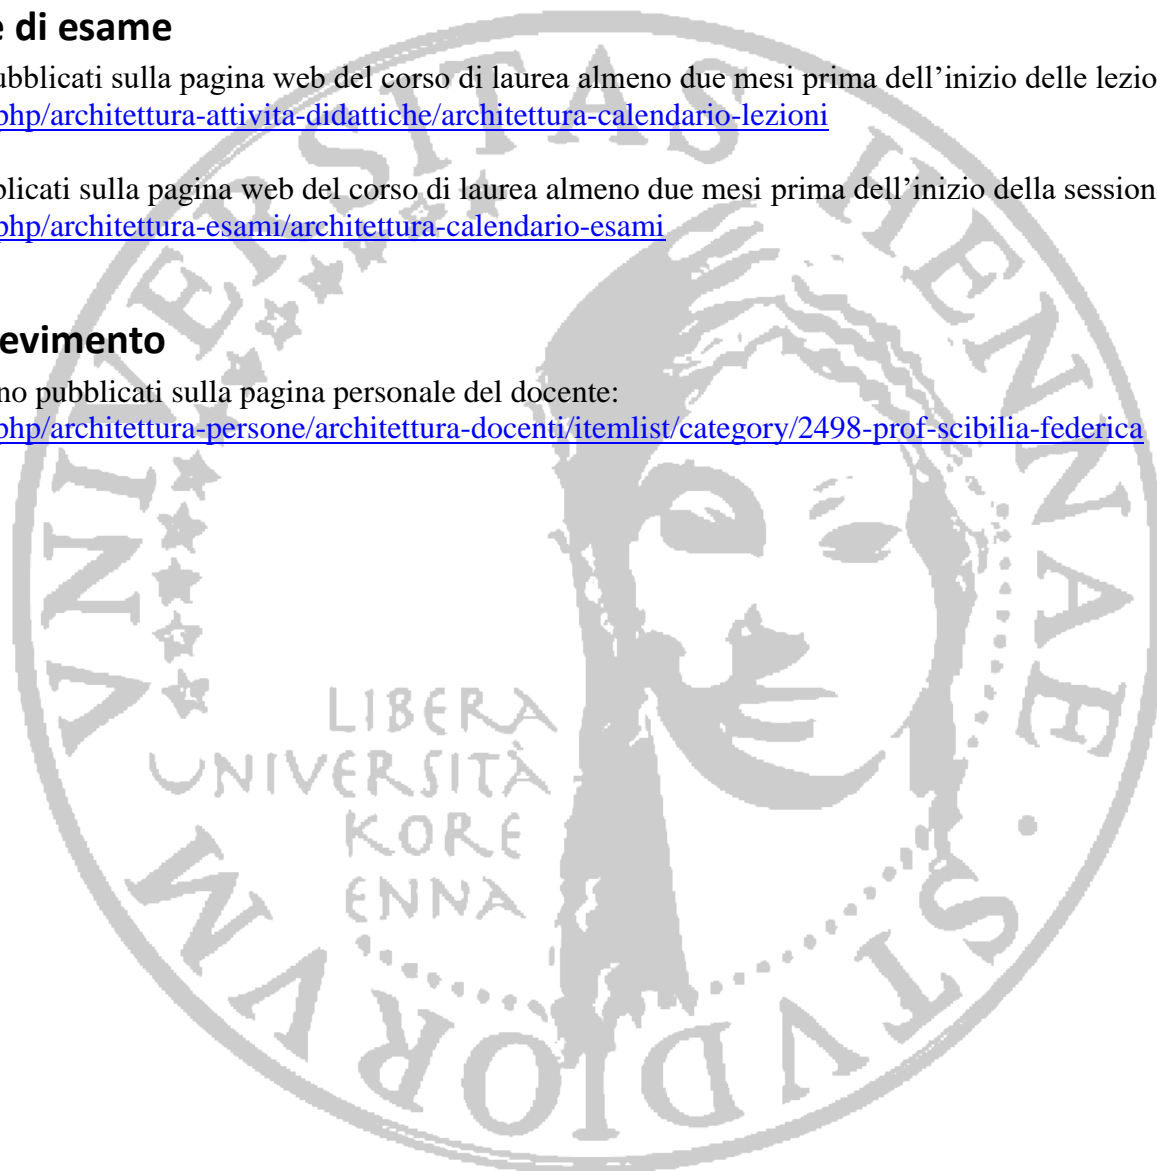 e di esame
ubblicati sulla pagina web del corso di laurea almeno due mesi prima dell’inizio delle lezio
php/architettura-attivita-didattiche/architettura-calendario-lezioni
blicati sulla pagina web del corso di laurea almeno due mesi prima dell’inizio della session
php/architettura-esami/architettura-calendario-esami
evimento
no pubblicati sulla pagina personale del docente:
php/architettura-persone/architettura-docenti/itemlist/category/2498-prof-scibilia-federica
VNIVERSITAS HENNAE · STVDIORVM
LIBERA
UNIVERSITÀ
KORE
ENNA